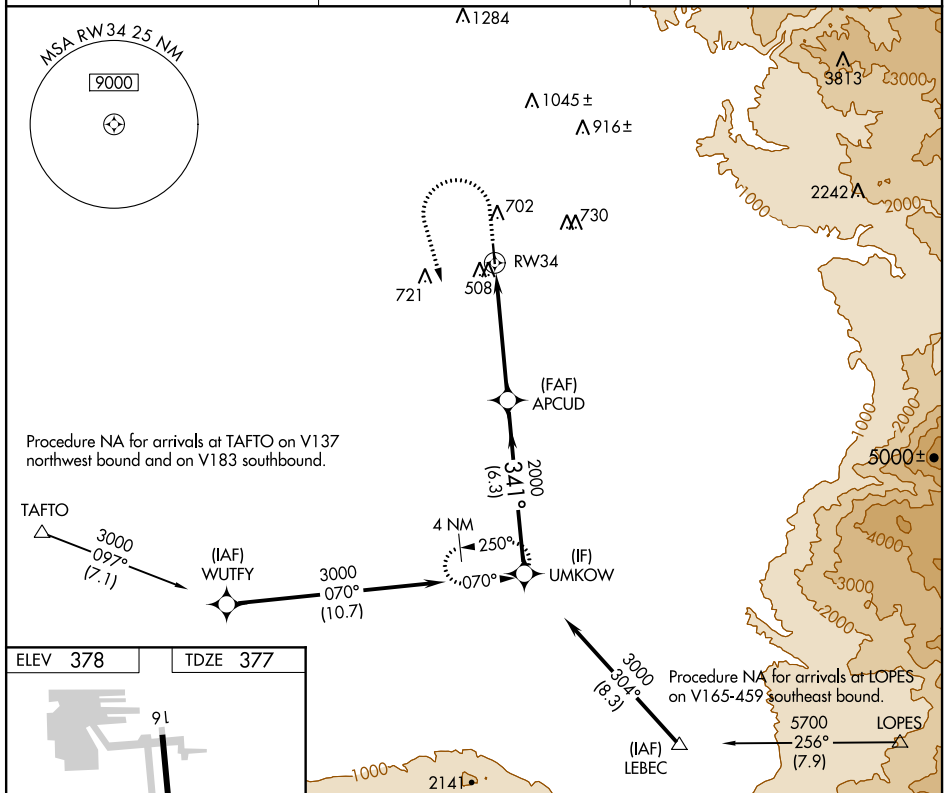 1284
MSA RW34 25 NM
9000
3813
3000
1045±
916±
2242
2000
1000
702
730
RW34
721
508
(FAF)
APCUD
Procedure NA for arrivals at TAFTO on V137
northwest bound and on V183 southbound.
2000
1000
5000±
2000
341°
(6.3)
TAFTO
3000
097°
(7.1)
4 NM
250°
4000
(IAF)
WUTFY
3000
070°
(10.7)
070°
(IF)
UMKOW
3000
2000
ELEV 378
TDZE 377
3000
304°
(8.3)
Procedure NA for arrivals at LOPES
on V165-459 southeast bound.
16
5700
256°
(7.9)
LOPES
(IAF)
LEBEC
1000
2141